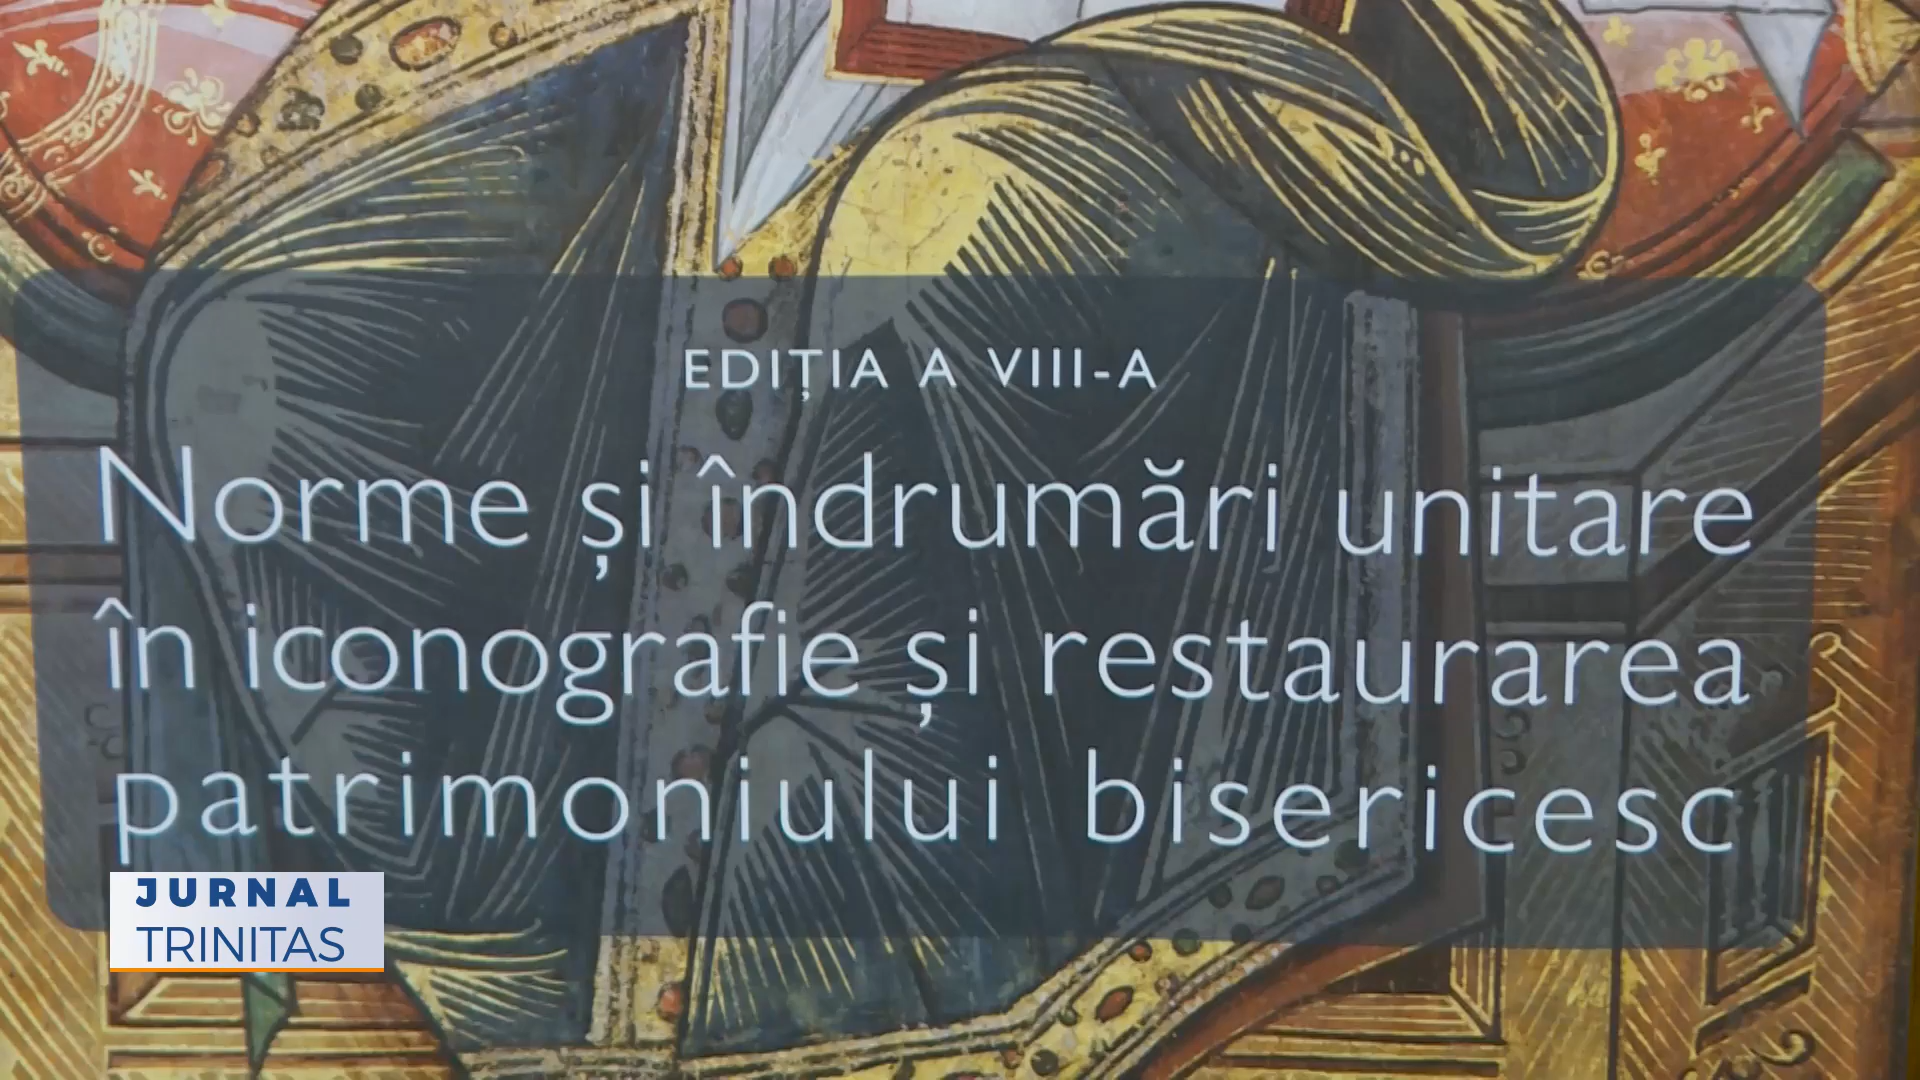 EDIȚIA A VIII-A
Norme și îndrumări unitare
în iconografie și restaurarea
patrimoniului bisericesc
JURNAL
TRINITAS